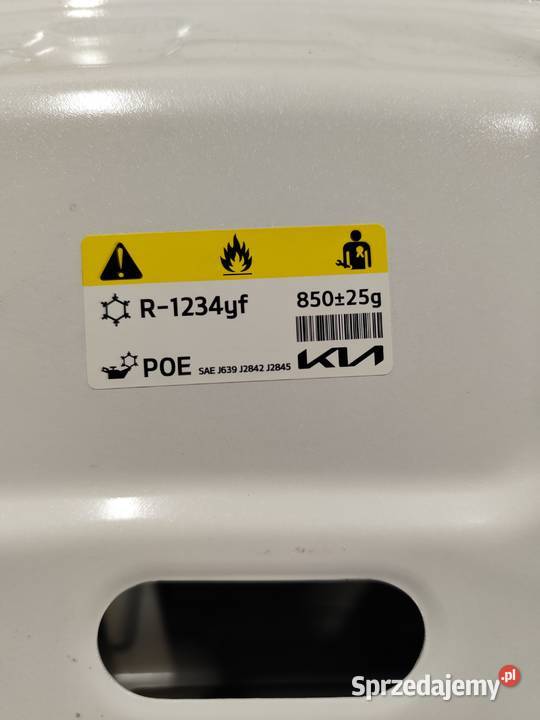 R-1234yf 850±25g
POE SAE J639 J2842 J2845 KIA
Sprzedajemy.pl